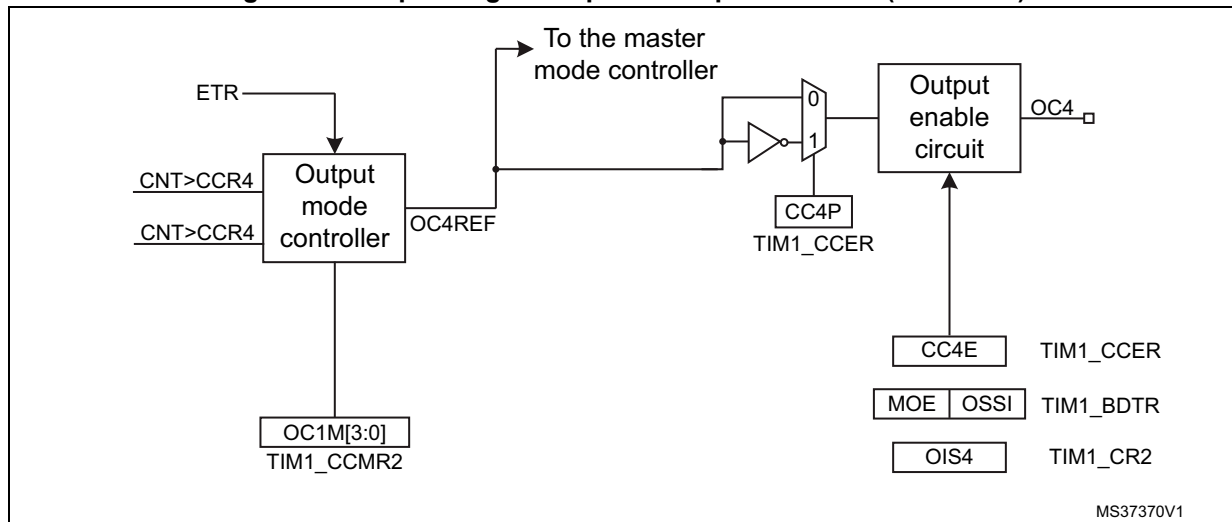 To the master
mode controller
ETR
CNT>CCR4
CNT>CCR4
Output
mode
controller
OC4REF
0
1
CC4P
TIM1_CCER
Output
enable
circuit
OC4
CC4E
TIM1_CCER
MOE
OSSI
TIM1_BDTR
OIS4
TIM1_CR2
OC1M[3:0]
TIM1_CCMR2
MS37370V1